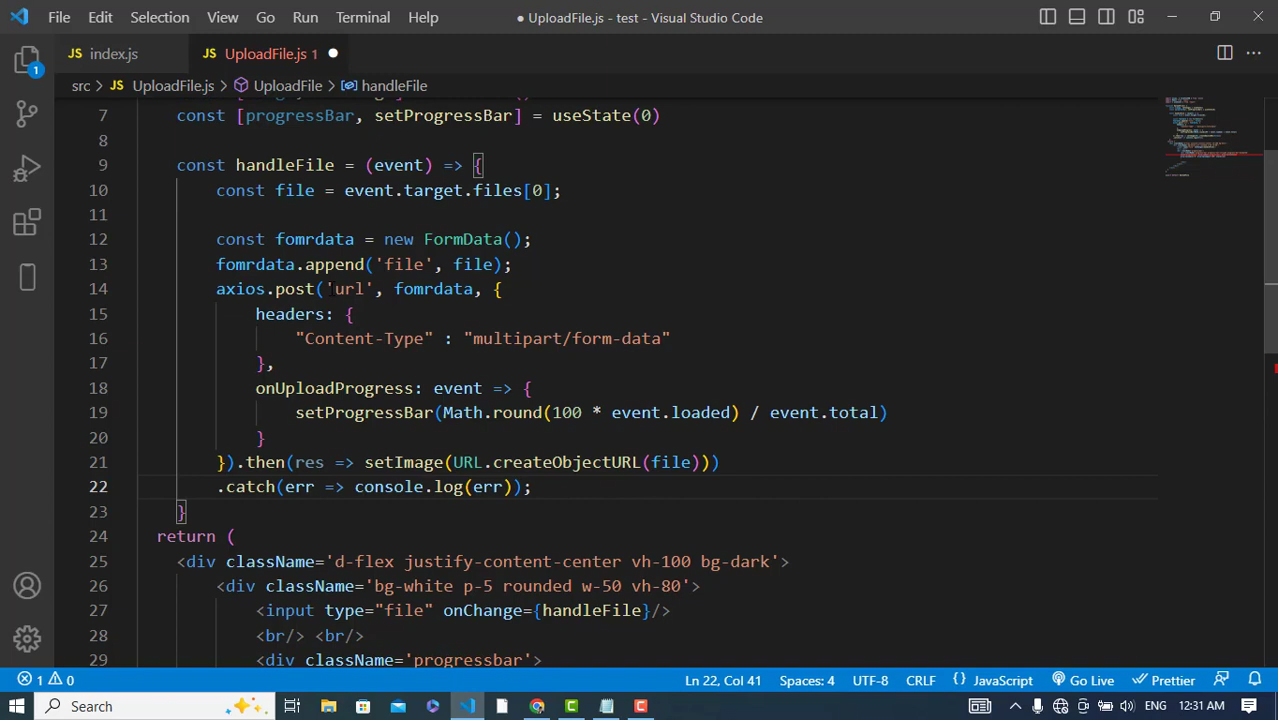 File Edit Selection View Go Run Terminal Help ● UploadFile.js - test - Visual Studio Code
JS index.js JS UploadFile.js 1 ●
src > JS UploadFile.js > UploadFile > handleFile
7 const [progressBar, setProgressBar] = useState(0)
8
9 const handleFile = (event) => {
10 const file = event.target.files[0];
11
12 const fomrdata = new FormData();
13 fomrdata.append('file', file);
14 axios.post('url', fomrdata, {
15 headers: {
16 "Content-Type" : "multipart/form-data"
17 },
18 onUploadProgress: event => {
19 setProgressBar(Math.round(100 * event.loaded) / event.total)
20 }
21 }).then(res => setImage(URL.createObjectURL(file)))
22 .catch(err => console.log(err));
23 }
24 return (
25 <div className='d-flex justify-content-center vh-100 bg-dark'>
26 <div className='bg-white p-5 rounded w-50 vh-80'>
27 <input type="file" onChange={handleFile}/>
28 <br/> <br/>
29 <div className='progressbar'>
1
1 0 Ln 22, Col 41 Spaces: 4 UTF-8 CRLF {} JavaScript Go Live Prettier
Search ENG 12:31 AM